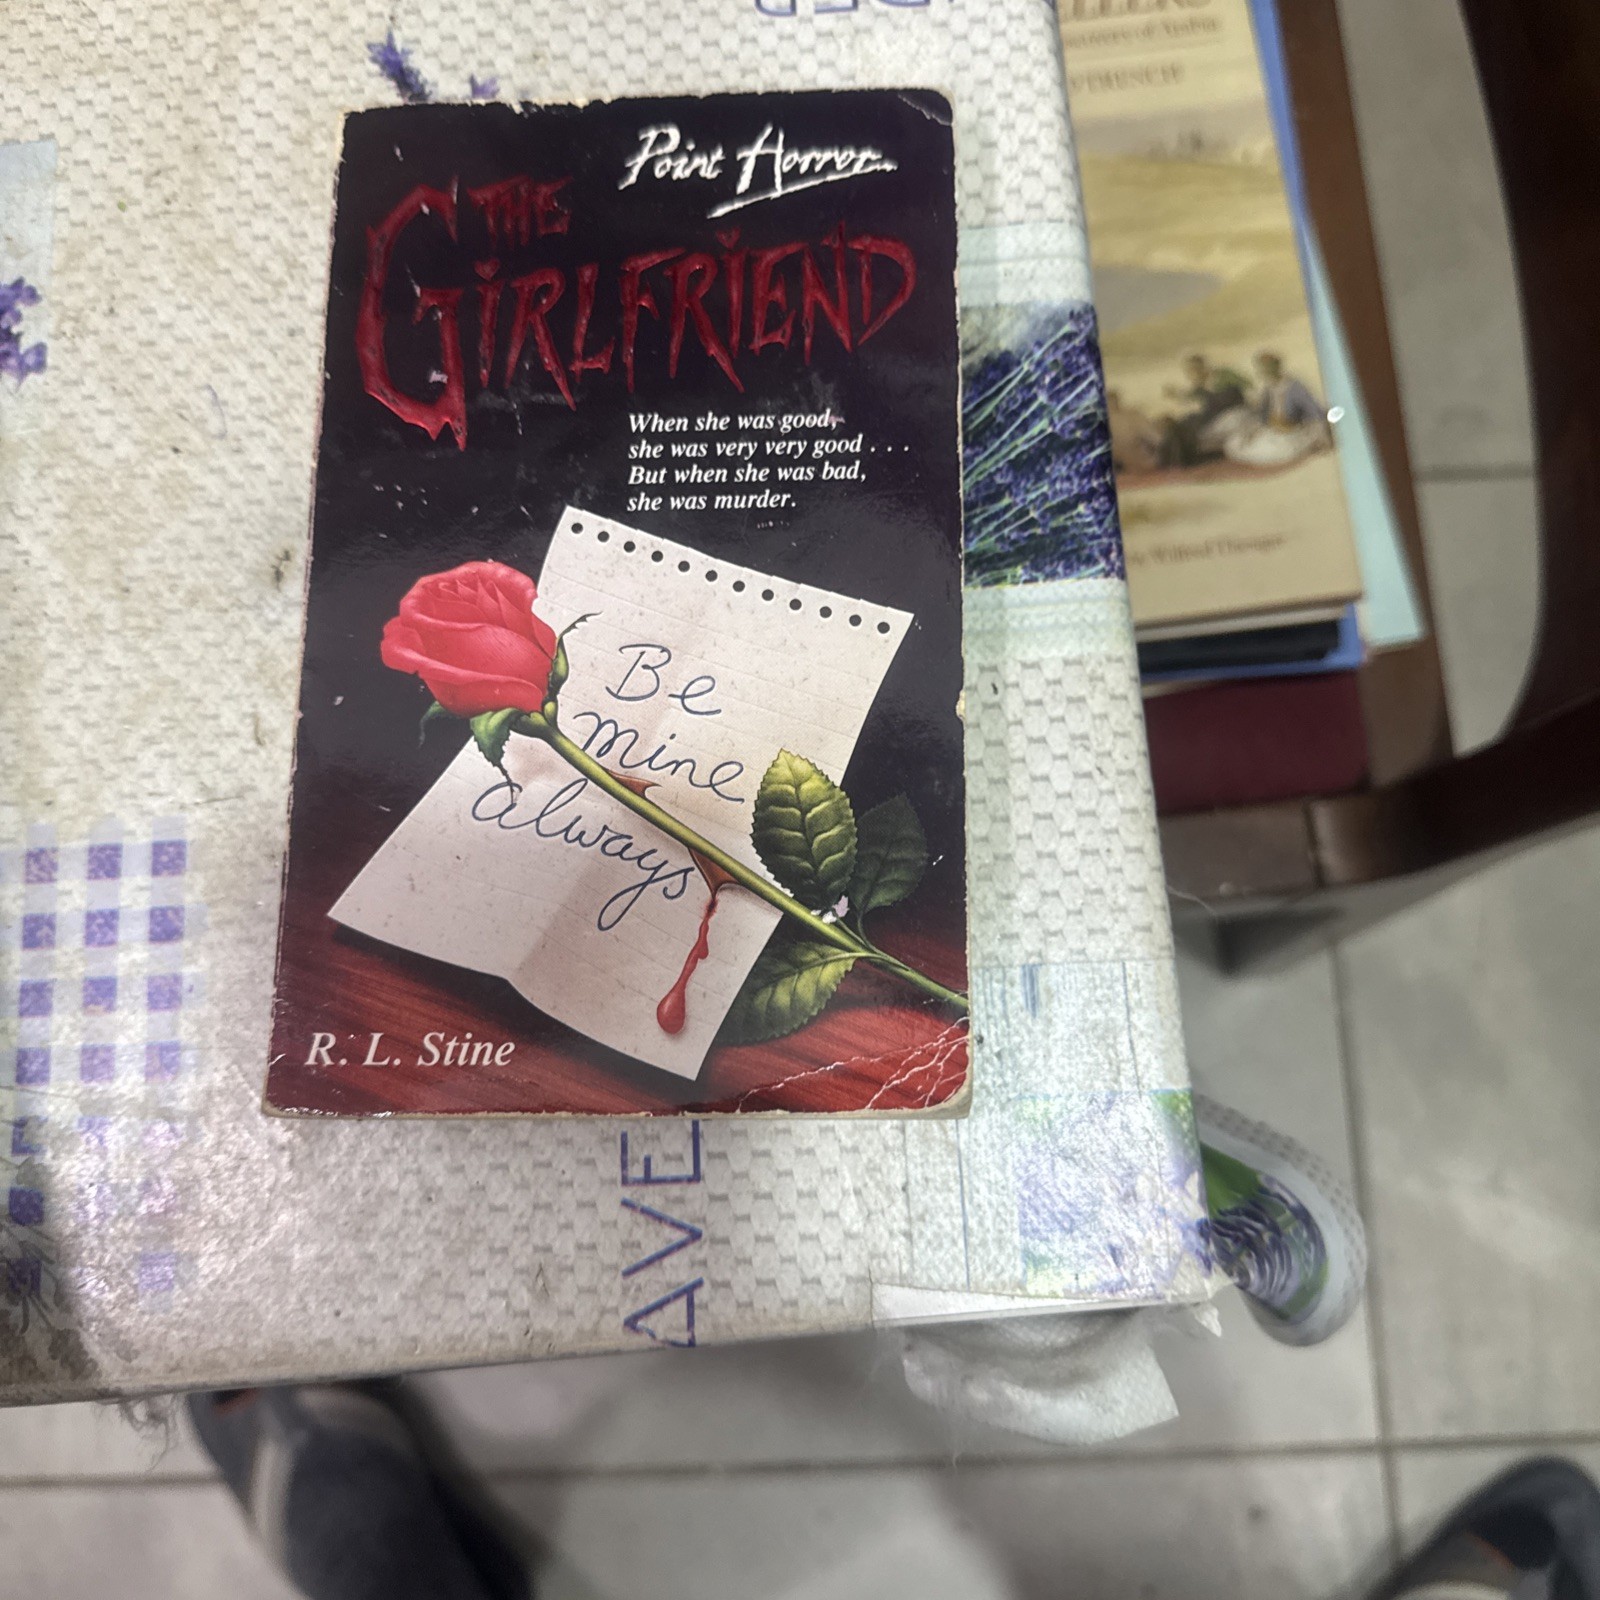 Point Horror
THE
GIRLFRIEND
When she was good,
she was very very good . . .
But when she was bad,
she was murder.
Be
mine
always
R. L. Stine
AVE